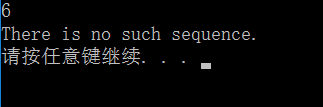 6
There is no such sequence.
请按任意键继续. . .